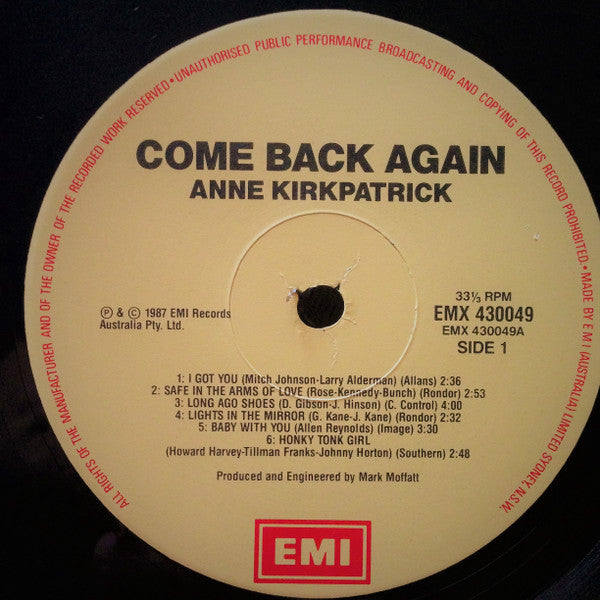 ALL RIGHTS OF THE MANUFACTURER AND OF THE OWNER OF THE RECORDED WORK RESERVED • UNAUTHORISED PUBLIC PERFORMANCE BROADCASTING AND COPYING OF THIS RECORD PROHIBITED. • MADE BY E M I (AUSTRALIA) LIMITED SYDNEY, N.S.W.
COME BACK AGAIN
ANNE KIRKPATRICK
℗ & © 1987 EMI Records
Australia Pty. Ltd.
33⅓ RPM
EMX 430049
EMX 430049A
SIDE 1
1: I GOT YOU (Mitch Johnson-Larry Alderman) (Allans) 2:36
2: SAFE IN THE ARMS OF LOVE (Rose-Kennedy-Bunch) (Rondor) 2:53
3: LONG AGO SHOES (D. Gibson-J. Hinson) (C. Control) 4:00
4: LIGHTS IN THE MIRROR (G. Kane-J. Kane) (Rondor) 2:32
5: BABY WITH YOU (Allen Reynolds) (Image) 3:30
6: HONKY TONK GIRL
(Howard Harvey-Tillman Franks-Johnny Horton) (Southern) 2:48
Produced and Engineered by Mark Moffatt
EMI